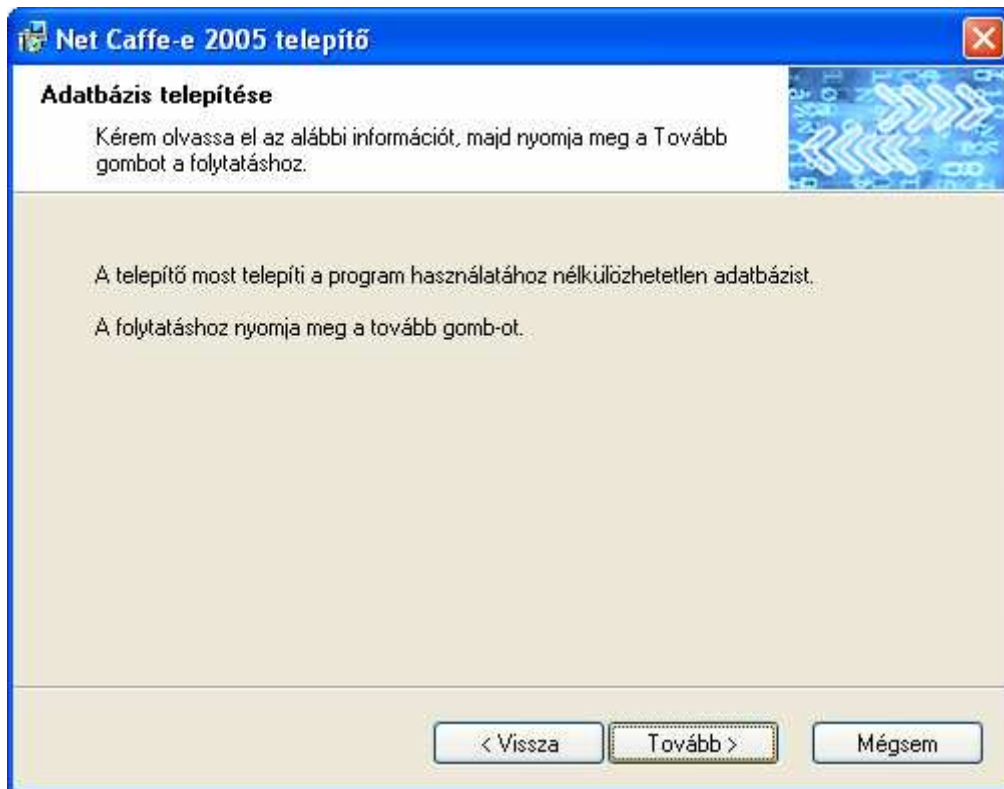 Net Caffe-e 2005 telepítő
Adatbázis telepítése
Kérem olvassa el az alábbi információt, majd nyomja meg a Tovább
gombot a folytatáshoz.
A telepítő most telepíti a program használatához nélkülözhetetlen adatbázist.
A folytatáshoz nyomja meg a tovább gomb-ot.
< Vissza
Tovább >
Mégsem